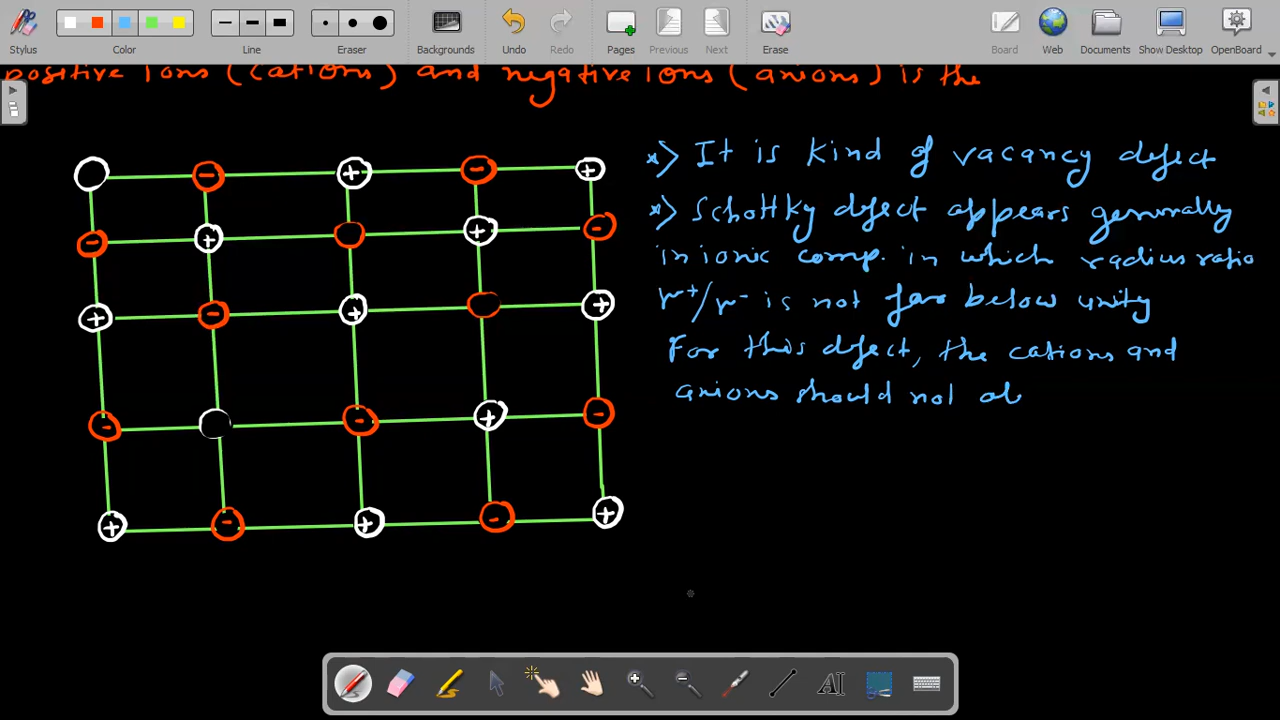 Stylus Color Line Eraser Backgrounds Undo Redo Pages Previous Next Erase Board Web Documents Show Desktop OpenBoard
positive ions (cations) and negative ions (anions) is the
*> It is kind of vacancy defect
*> Schottky defect appears generally
in ionic comp. in which radius ratio
r+/r- is not far below unity
For this defect, the cations and
anions should not
- + - +
- + + -
+ - + +
- - + -
+ - + - +
AI